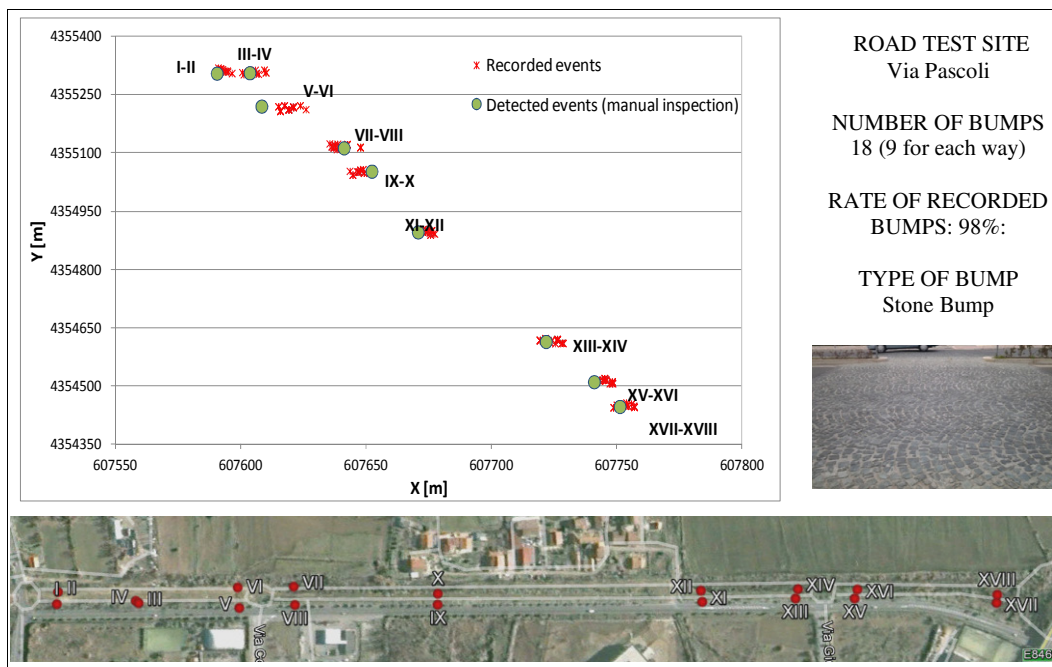 4355400
4355250
4355100
4354950
4354800
4354650
4354500
4354350
607550
607600
607650
607700
607750
607800
Y [m]
X [m]
I-II
III-IV
V-VI
VII-VIII
IX-X
XI-XII
XIII-XIV
XV-XVI
XVII-XVIII
Recorded events
Detected events (manual inspection)
ROAD TEST SITE
Via Pascoli
NUMBER OF BUMPS
18 (9 for each way)
RATE OF RECORDED
BUMPS: 98%:
TYPE OF BUMP
Stone Bump
I II
IV III
V
VI
VII
VIII
X
IX
XII
XI
XIV
XIII
XVI
XV
XVIII
XVII
Via
Via
E846